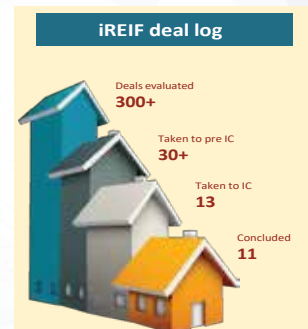 iREIF deal log
Deals evaluated
300+
Taken to pre IC
30+
Taken to IC
13
Concluded
11